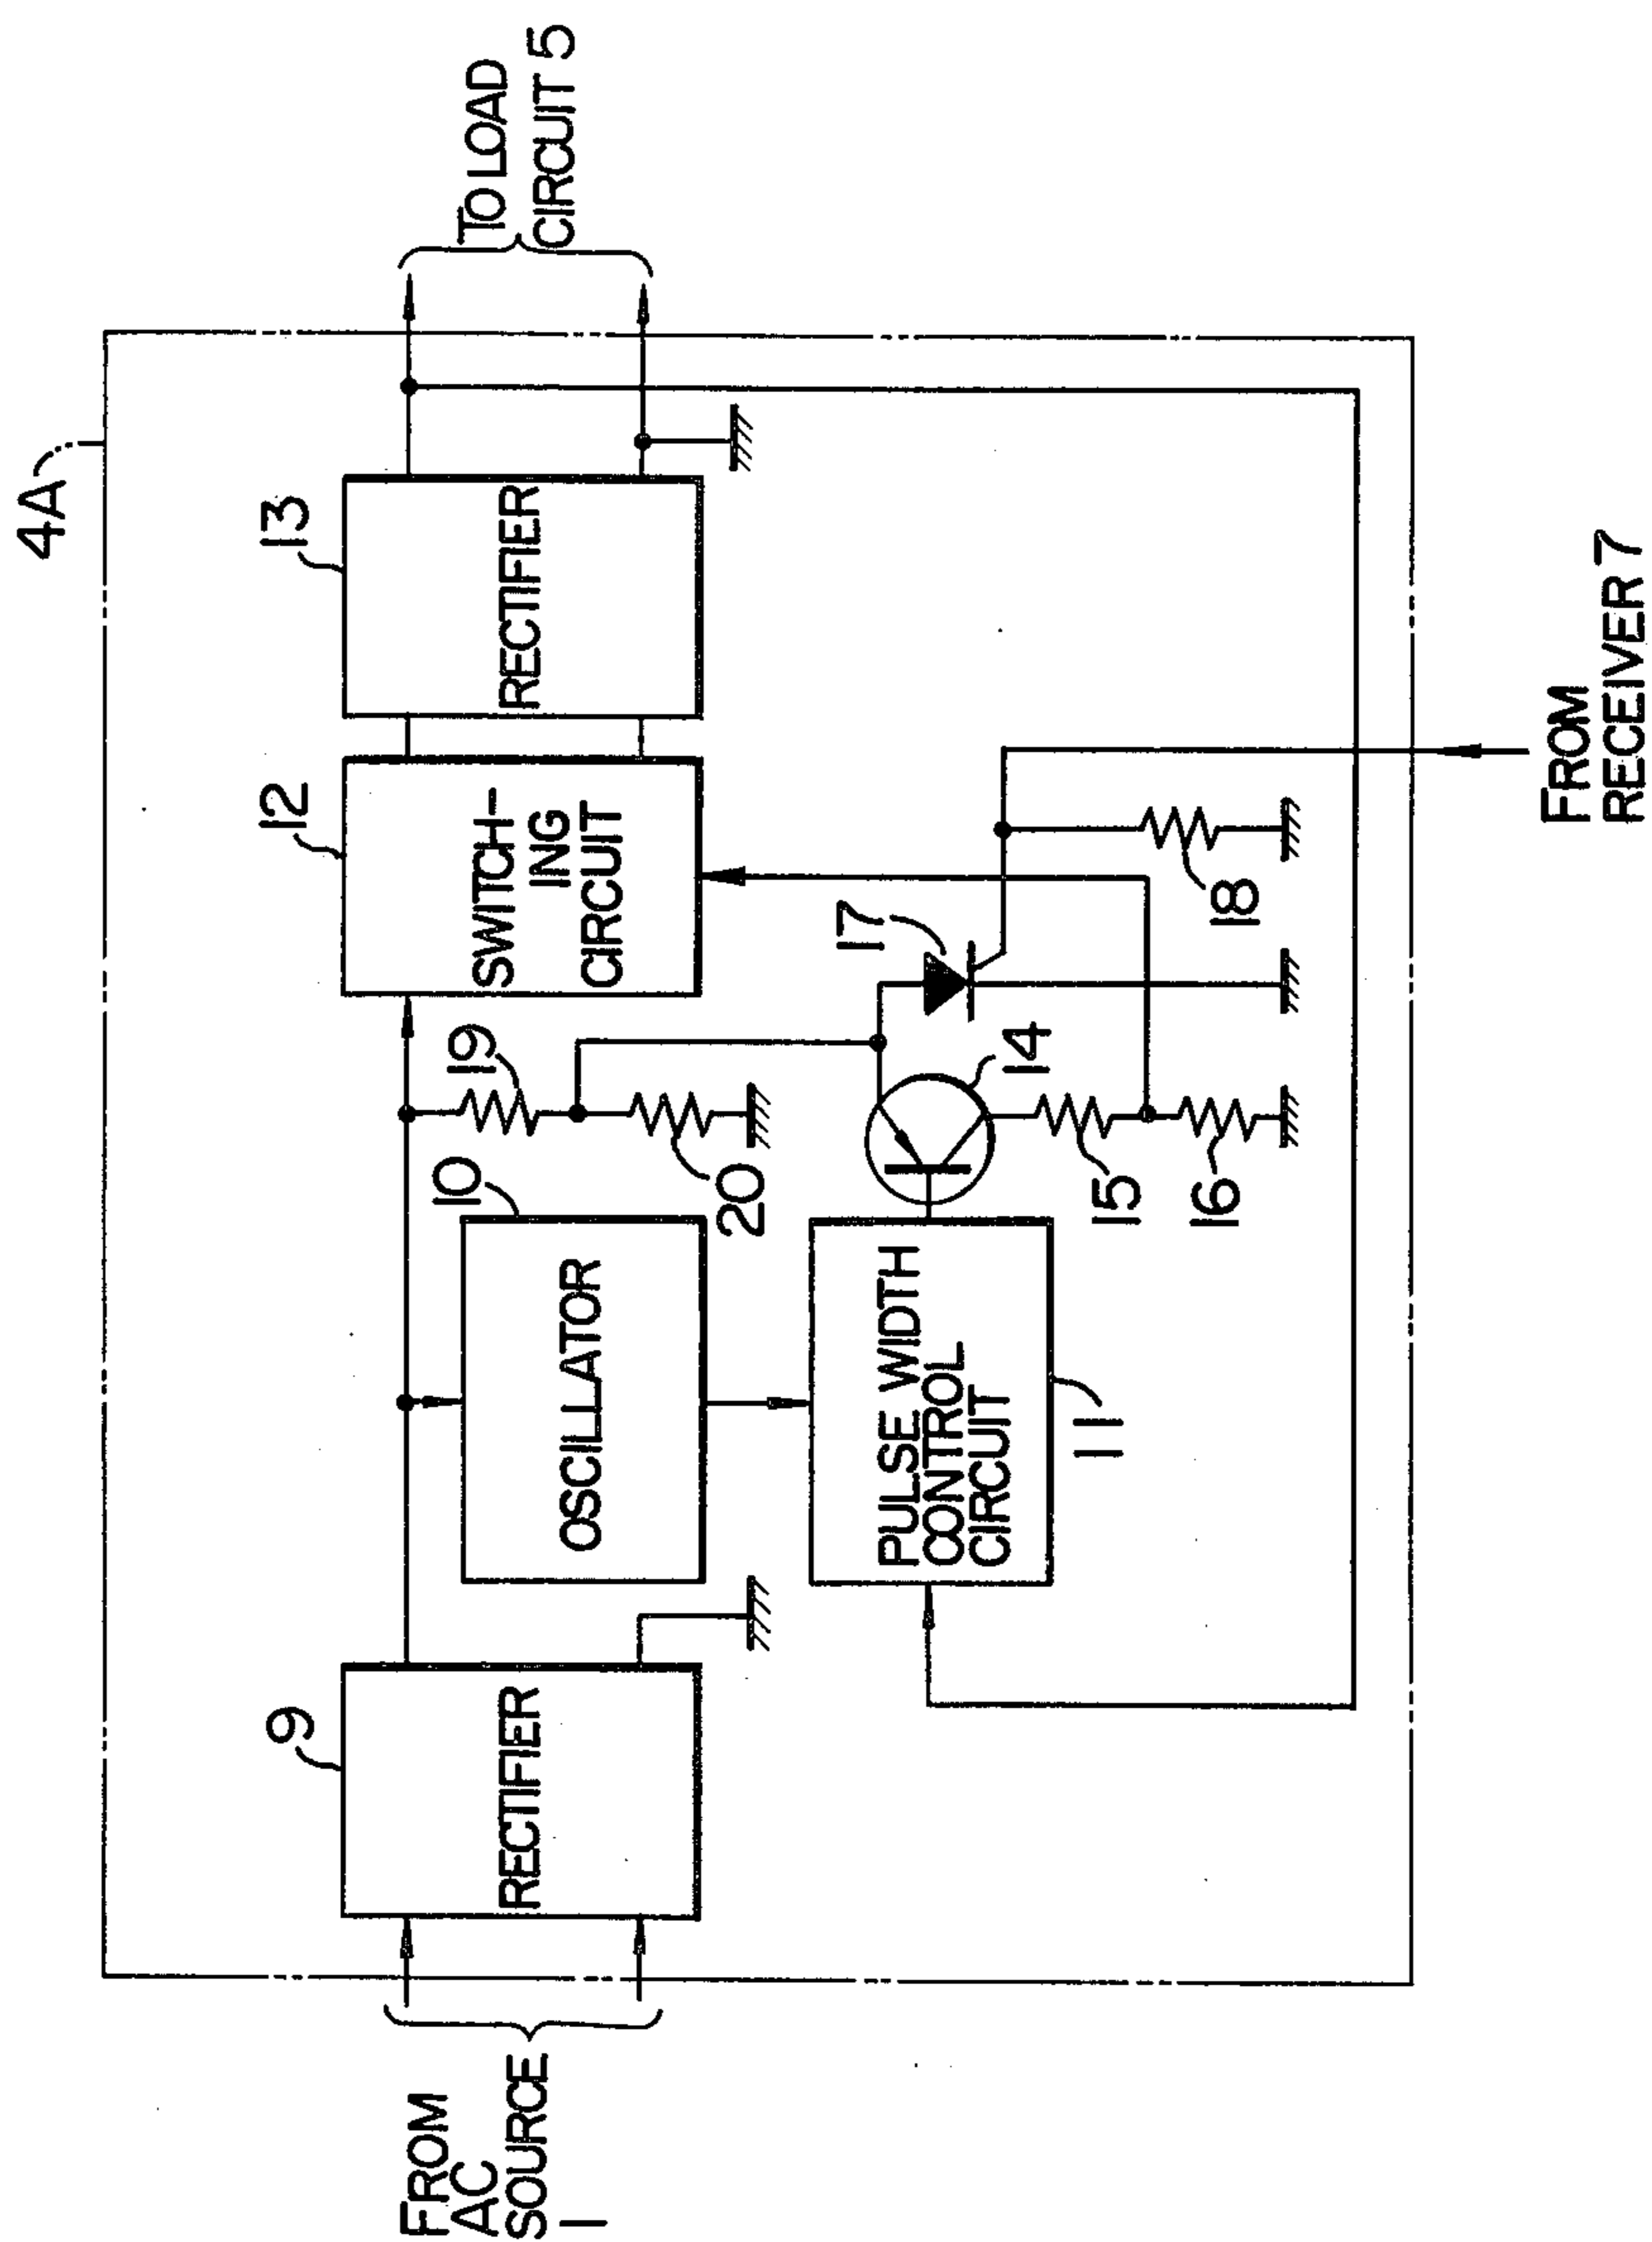 4A
FROM
AC
SOURCE
1
9
RECTIFIER
10
OSCILLATOR
PULSE WIDTH
CONTROL
CIRCUIT
11
19
20
12
SWITCH-
ING
CIRCUIT
13
RECTIFIER
TO LOAD
CIRCUIT 5
14
15
16
17
18
FROM
RECEIVER 7